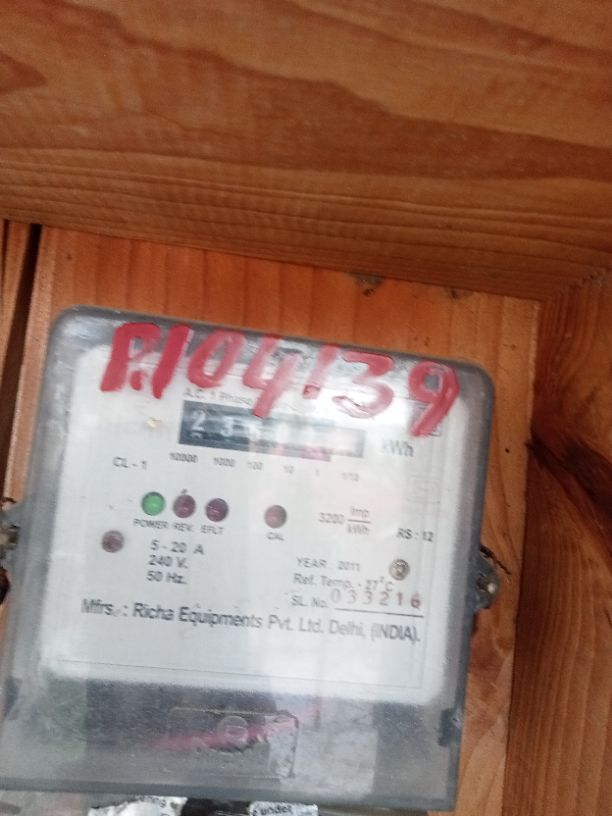 P.104139
A.C. 1 Phase
kWh
CL - 1
10000 1000 100 10 1 1/10
3200 Imp/kWh
POWER REV. EFLT
CAL
RS : 12
5 - 20 A
240 V.
50 Hz.
YEAR 2011
Ref. Temp. - 27°C
SL. No. 033216
Mfrs. : Richa Equipments Pvt. Ltd. Delhi, (INDIA).